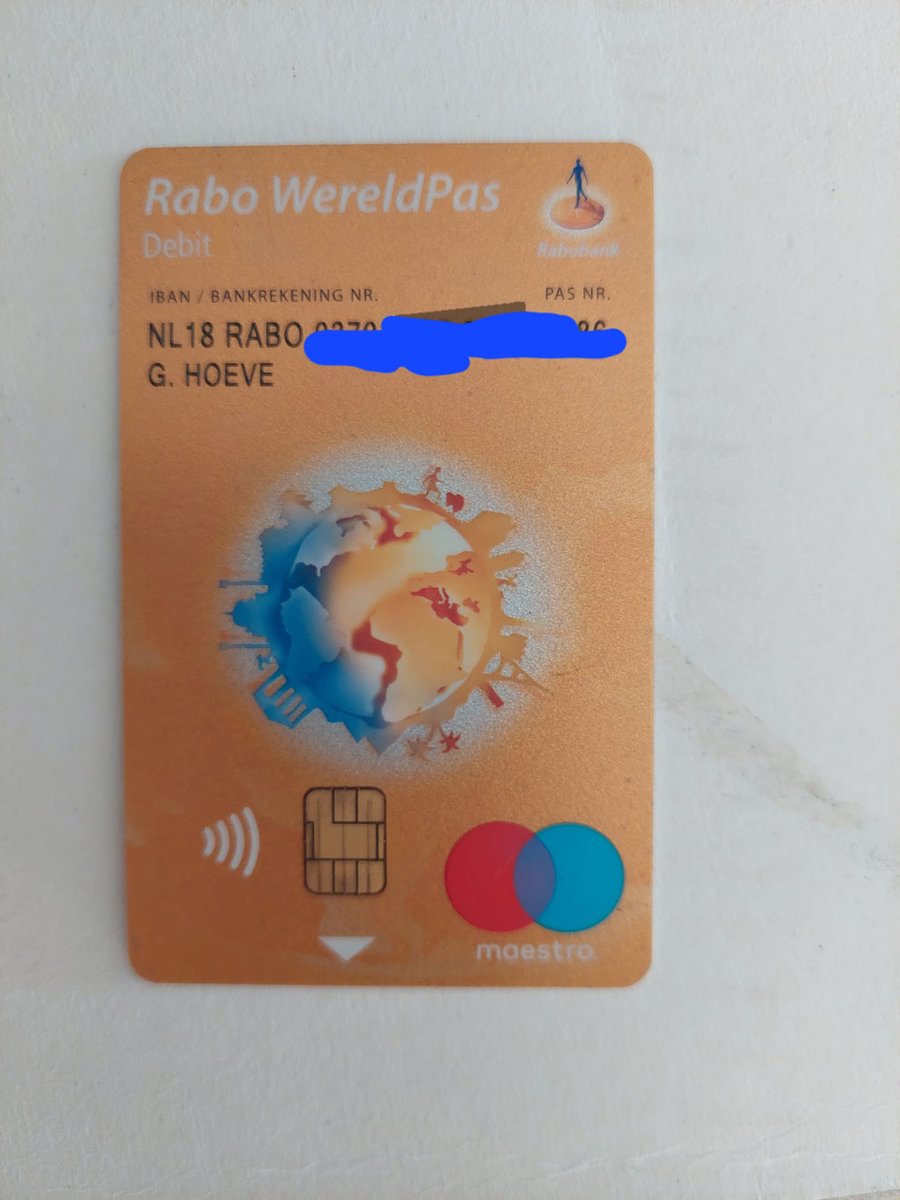 Rabo WereldPas
Debit
Rabobank
IBAN / BANKREKENING NR. PAS NR.
NL18 RABO
G. HOEVE
maestro